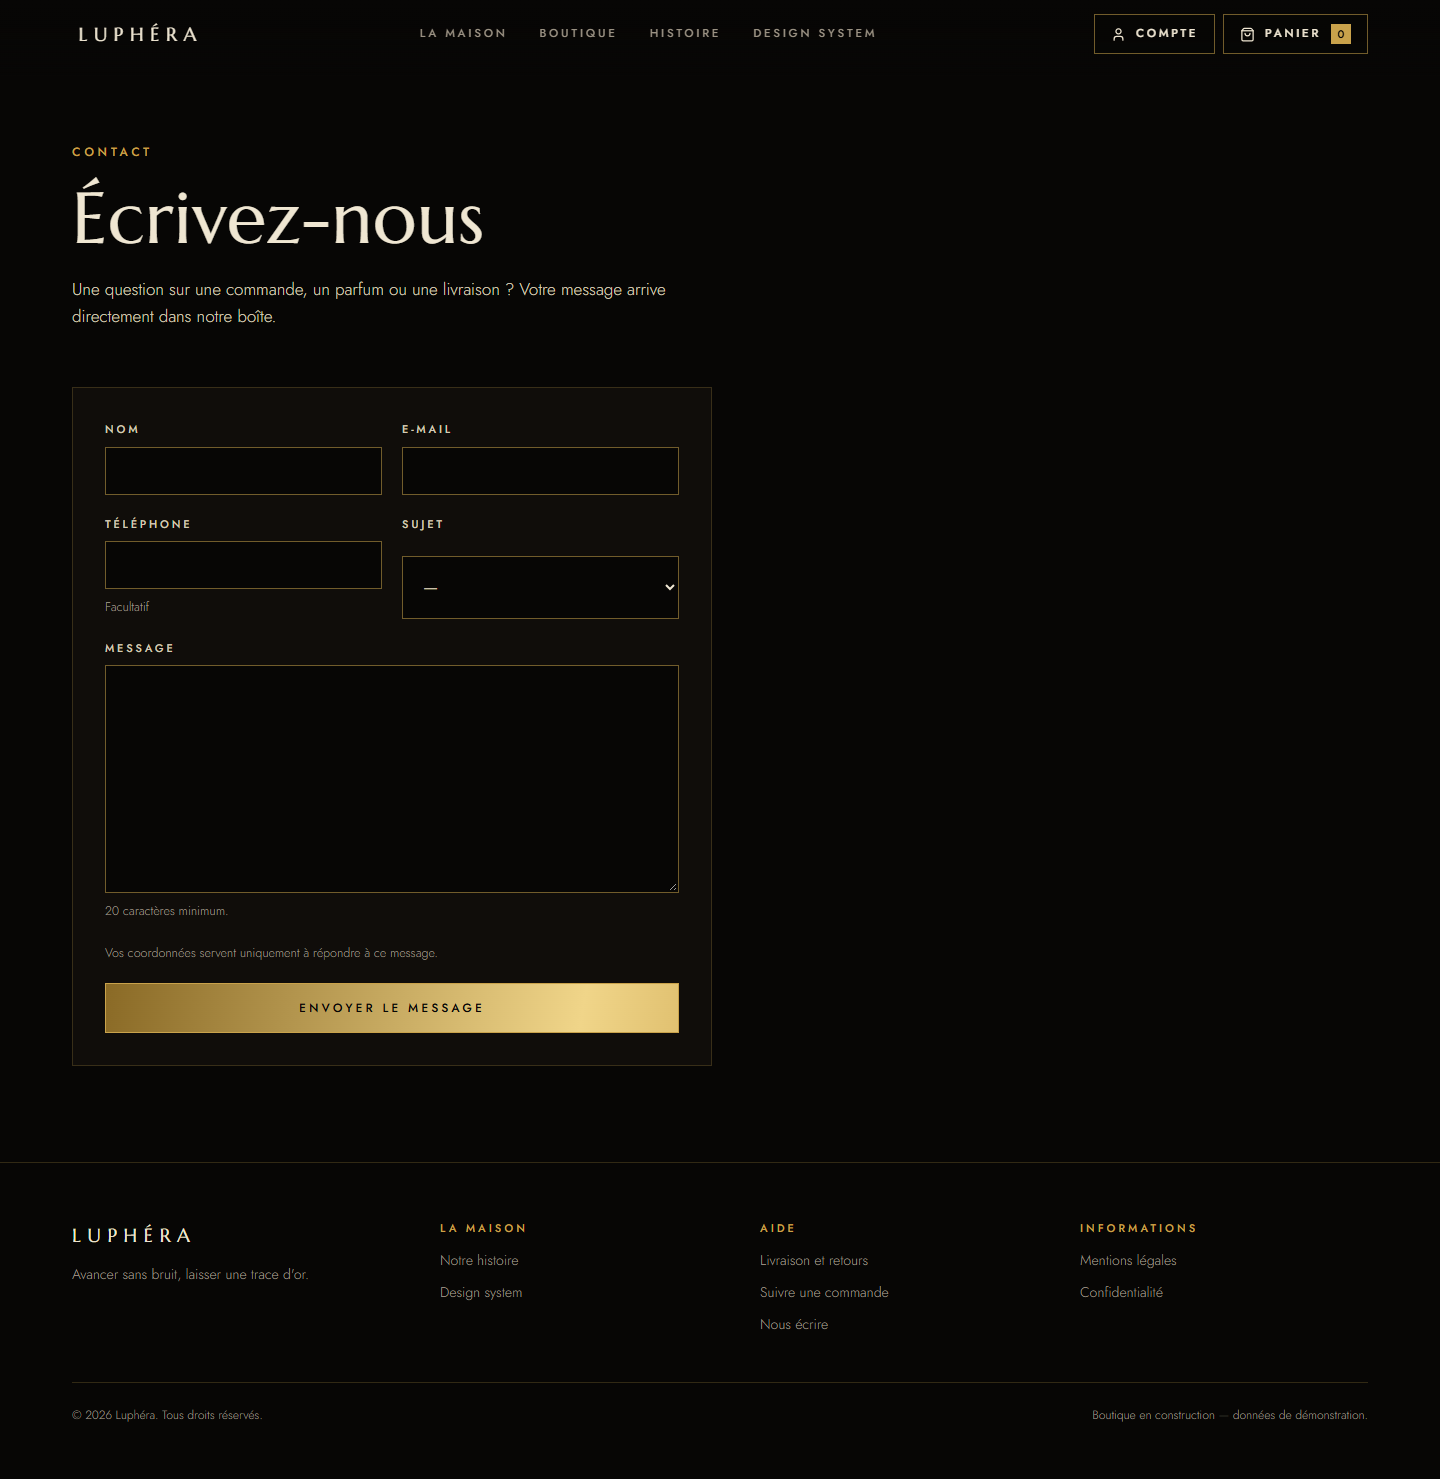 LUPHÉRA
LA MAISON BOUTIQUE HISTOIRE DESIGN SYSTEM
COMPTE
PANIER 0
CONTACT
Écrivez-nous
Une question sur une commande, un parfum ou une livraison ? Votre message arrive
directement dans notre boîte.
NOM
E-MAIL
TÉLÉPHONE
SUJET
—
Facultatif
MESSAGE
20 caractères minimum.
Vos coordonnées servent uniquement à répondre à ce message.
ENVOYER LE MESSAGE
LUPHÉRA
Avancer sans bruit, laisser une trace d'or.
LA MAISON
Notre histoire
Design system
AIDE
Livraison et retours
Suivre une commande
Nous écrire
INFORMATIONS
Mentions légales
Confidentialité
© 2026 Luphéra. Tous droits réservés.
Boutique en construction — données de démonstration.